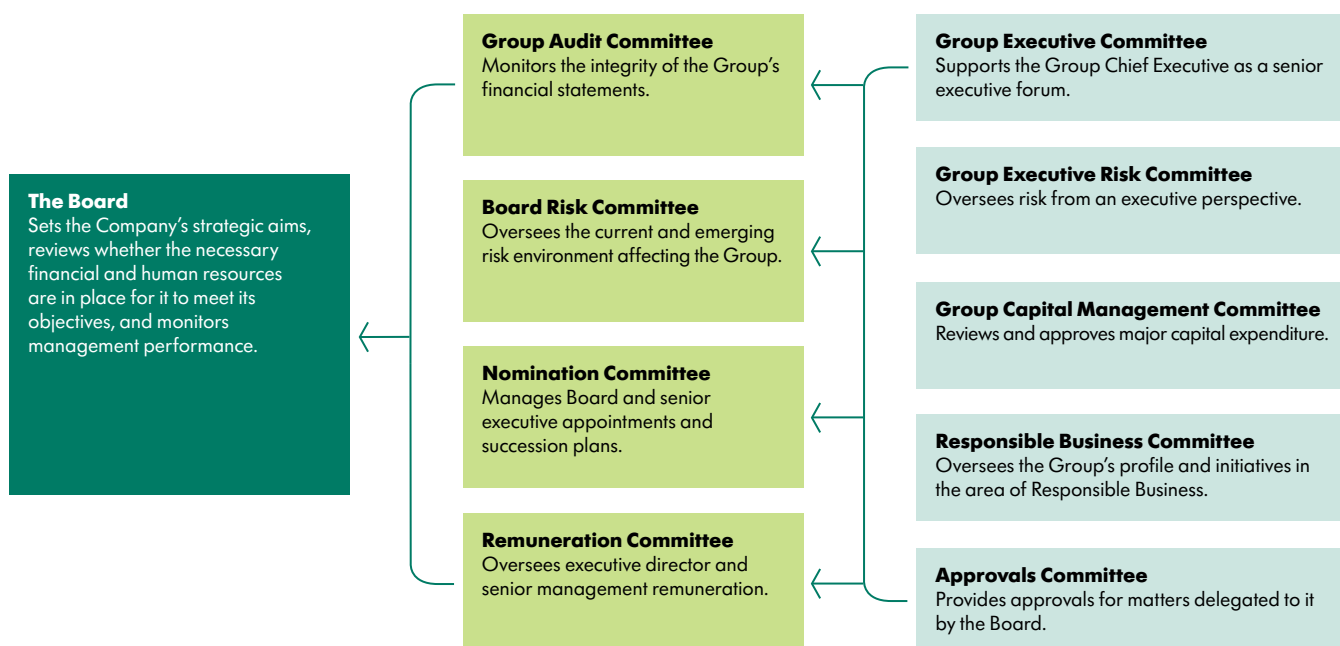 The Board
Sets the Company’s strategic aims,
reviews whether the necessary
financial and human resources
are in place for it to meet its
objectives, and monitors
management performance.
Group Audit Committee
Monitors the integrity of the Group’s
financial statements.
Board Risk Committee
Oversees the current and emerging
risk environment affecting the Group.
Nomination Committee
Manages Board and senior
executive appointments and
succession plans.
Remuneration Committee
Oversees executive director and
senior management remuneration.
Group Executive Committee
Supports the Group Chief Executive as a senior
executive forum.
Group Executive Risk Committee
Oversees risk from an executive perspective.
Group Capital Management Committee
Reviews and approves major capital expenditure.
Responsible Business Committee
Oversees the Group’s profile and initiatives in
the area of Responsible Business.
Approvals Committee
Provides approvals for matters delegated to it
by the Board.